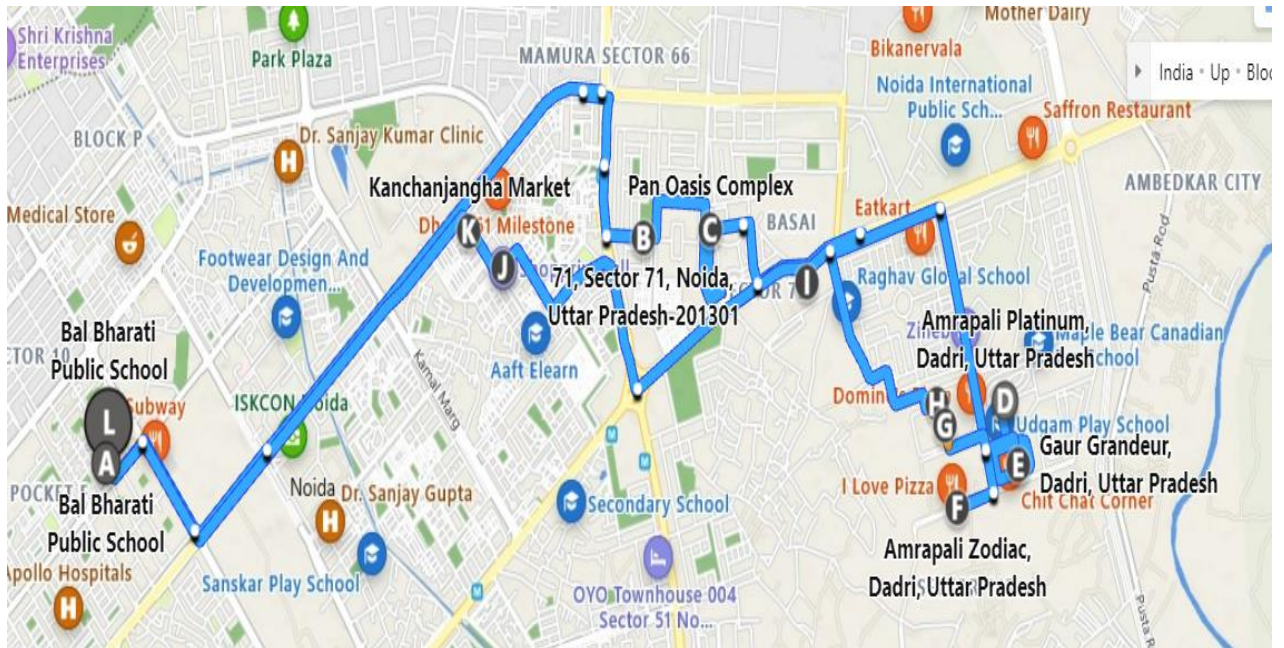 Shri Krishna
Enterprises
Park Plaza
MAMURA SECTOR 66
Bikanervala
Mother Dairy
India · Up · Bloc
Noida International
Public Sch...
Saffron Restaurant
BLOCK P
Dr. Sanjay Kumar Clinic
H
Kanchanjangha Market
Pan Oasis Complex
BASAI
AMBEDKAR CITY
Medical Store
61 Milestone
K
B
C
Eatkart
Pusta Rod
Footwear Design And
Developmen...
J
I
Raghav Global School
71, Sector 71, Noida,
Uttar Pradesh-201301
Bal Bharati
Public School
Aaft Elearn
Amrapali Platinum,
Dadri, Uttar Pradesh
Maple Bear Canadian
School
SECTOR 10
Kamal Marg
Subway
ISKCON Noida
L
A
H
G
D
Udgam Play School
M
M
POCKET F
Noida
H
Dr. Sanjay Gupta
Secondary School
I Love Pizza
E
Gaur Grandeur,
Dadri, Uttar Pradesh
F
Chit Chat Corner
Bal Bharati
Public School
Apollo Hospitals
H
Sanskar Play School
M
OYO Townhouse 004
Sector 51 No...
Amrapali Zodiac,
Dadri, Uttar Pradesh